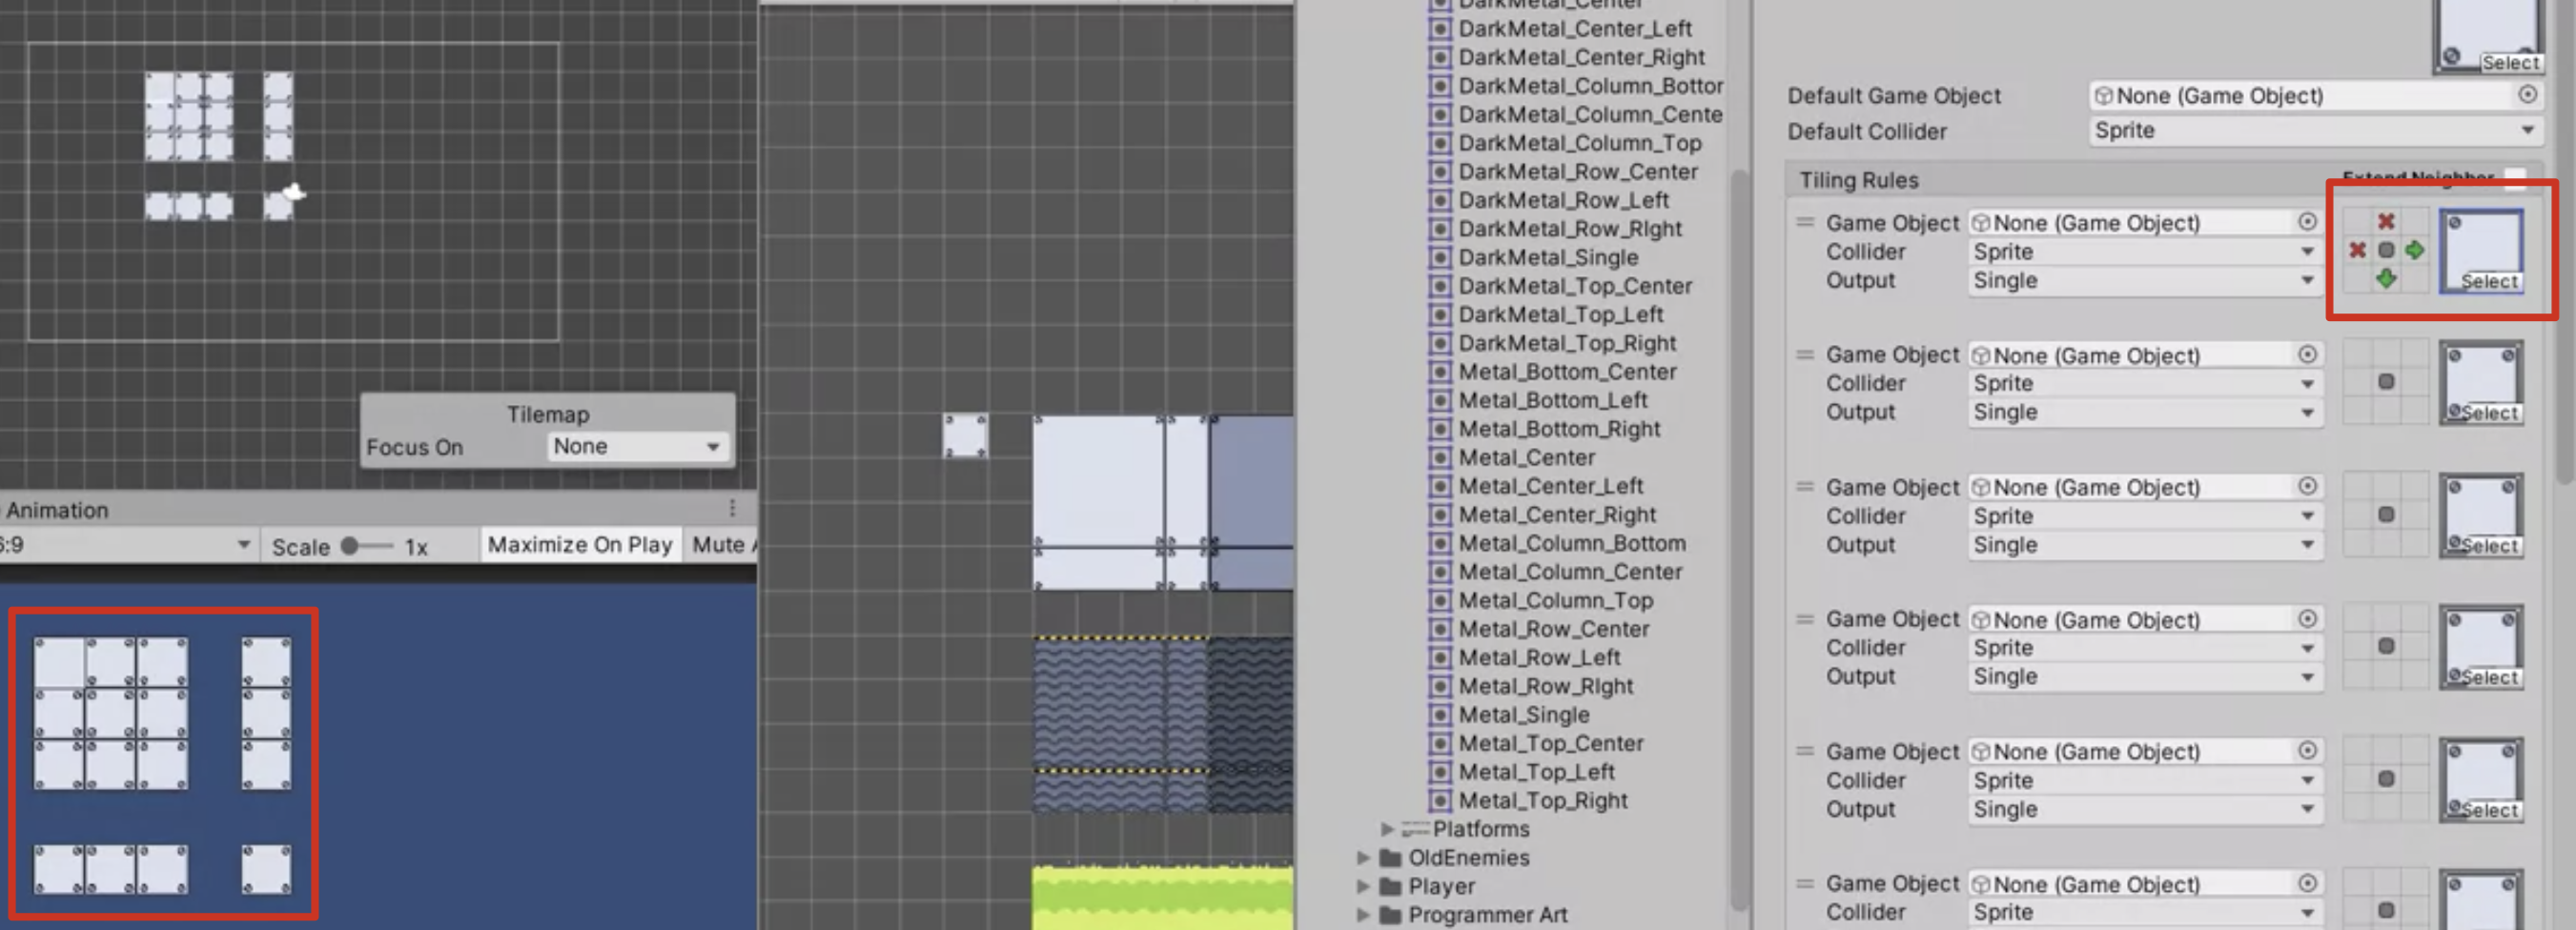 Tilemap
Focus On None
Animation
Scale 1x Maximize On Play Mute
DarkMetal_Center
DarkMetal_Center_Left
DarkMetal_Center_Right
DarkMetal_Column_Bottor
DarkMetal_Column_Cente
DarkMetal_Column_Top
DarkMetal_Row_Center
DarkMetal_Row_Left
DarkMetal_Row_RIght
DarkMetal_Single
DarkMetal_Top_Center
DarkMetal_Top_Left
DarkMetal_Top_Right
Metal_Bottom_Center
Metal_Bottom_Left
Metal_Bottom_Right
Metal_Center
Metal_Center_Left
Metal_Center_Right
Metal_Column_Bottom
Metal_Column_Center
Metal_Column_Top
Metal_Row_Center
Metal_Row_Left
Metal_Row_RIght
Metal_Single
Metal_Top_Center
Metal_Top_Left
Metal_Top_Right
Platforms
OldEnemies
Player
Programmer Art
Select
Default Game Object None (Game Object)
Default Collider Sprite
Tiling Rules Extend Neighbor
Game Object None (Game Object)
Collider Sprite
Output Single Select
Game Object None (Game Object)
Collider Sprite
Output Single Select
Game Object None (Game Object)
Collider Sprite
Output Single Select
Game Object None (Game Object)
Collider Sprite
Output Single Select
Game Object None (Game Object)
Collider Sprite
Output Single Select
Game Object None (Game Object)
Collider Sprite